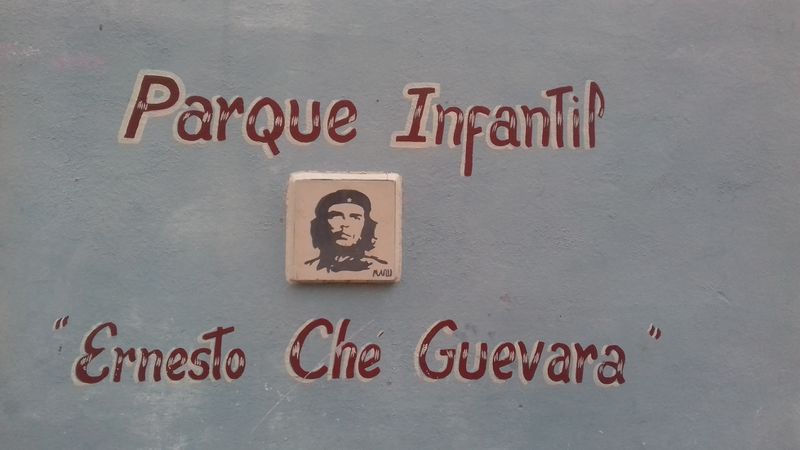 Parque Infantil
" Ernesto Ché Guevara "